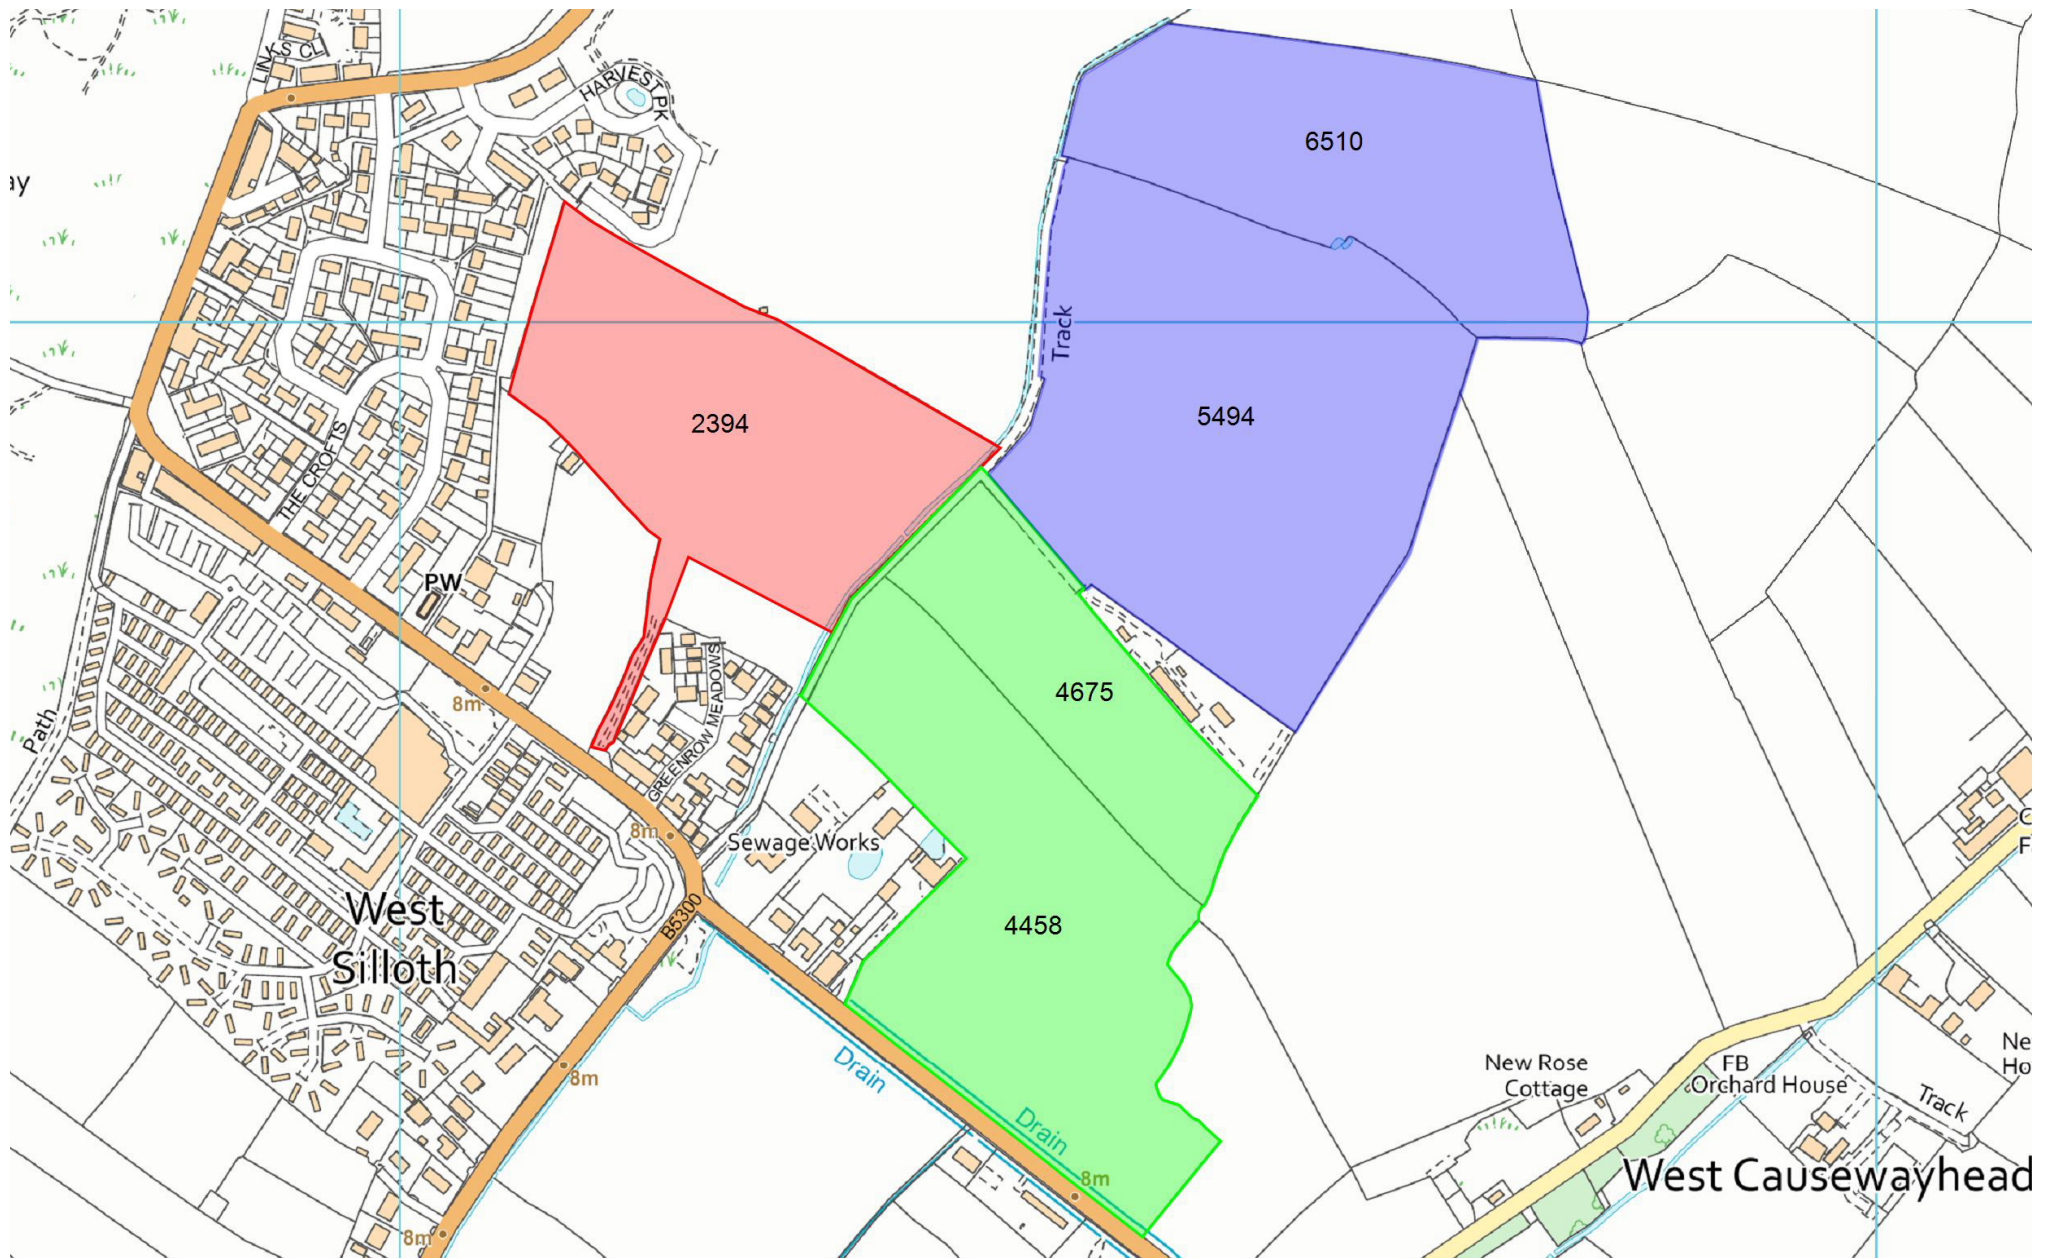 LINKS CL
HARVEST PK
6510
ay
Track
5494
2394
THE CROFTS
PW
4675
8m
GREENROW MEADOWS
Path
8m
Sewage Works
West
Silloth
B5300
4458
8m
Drain
Drain
8m
8m
New Rose
Cottage
FB
Orchard House
Track
West Causewayhead
C
F
Ne
Ho